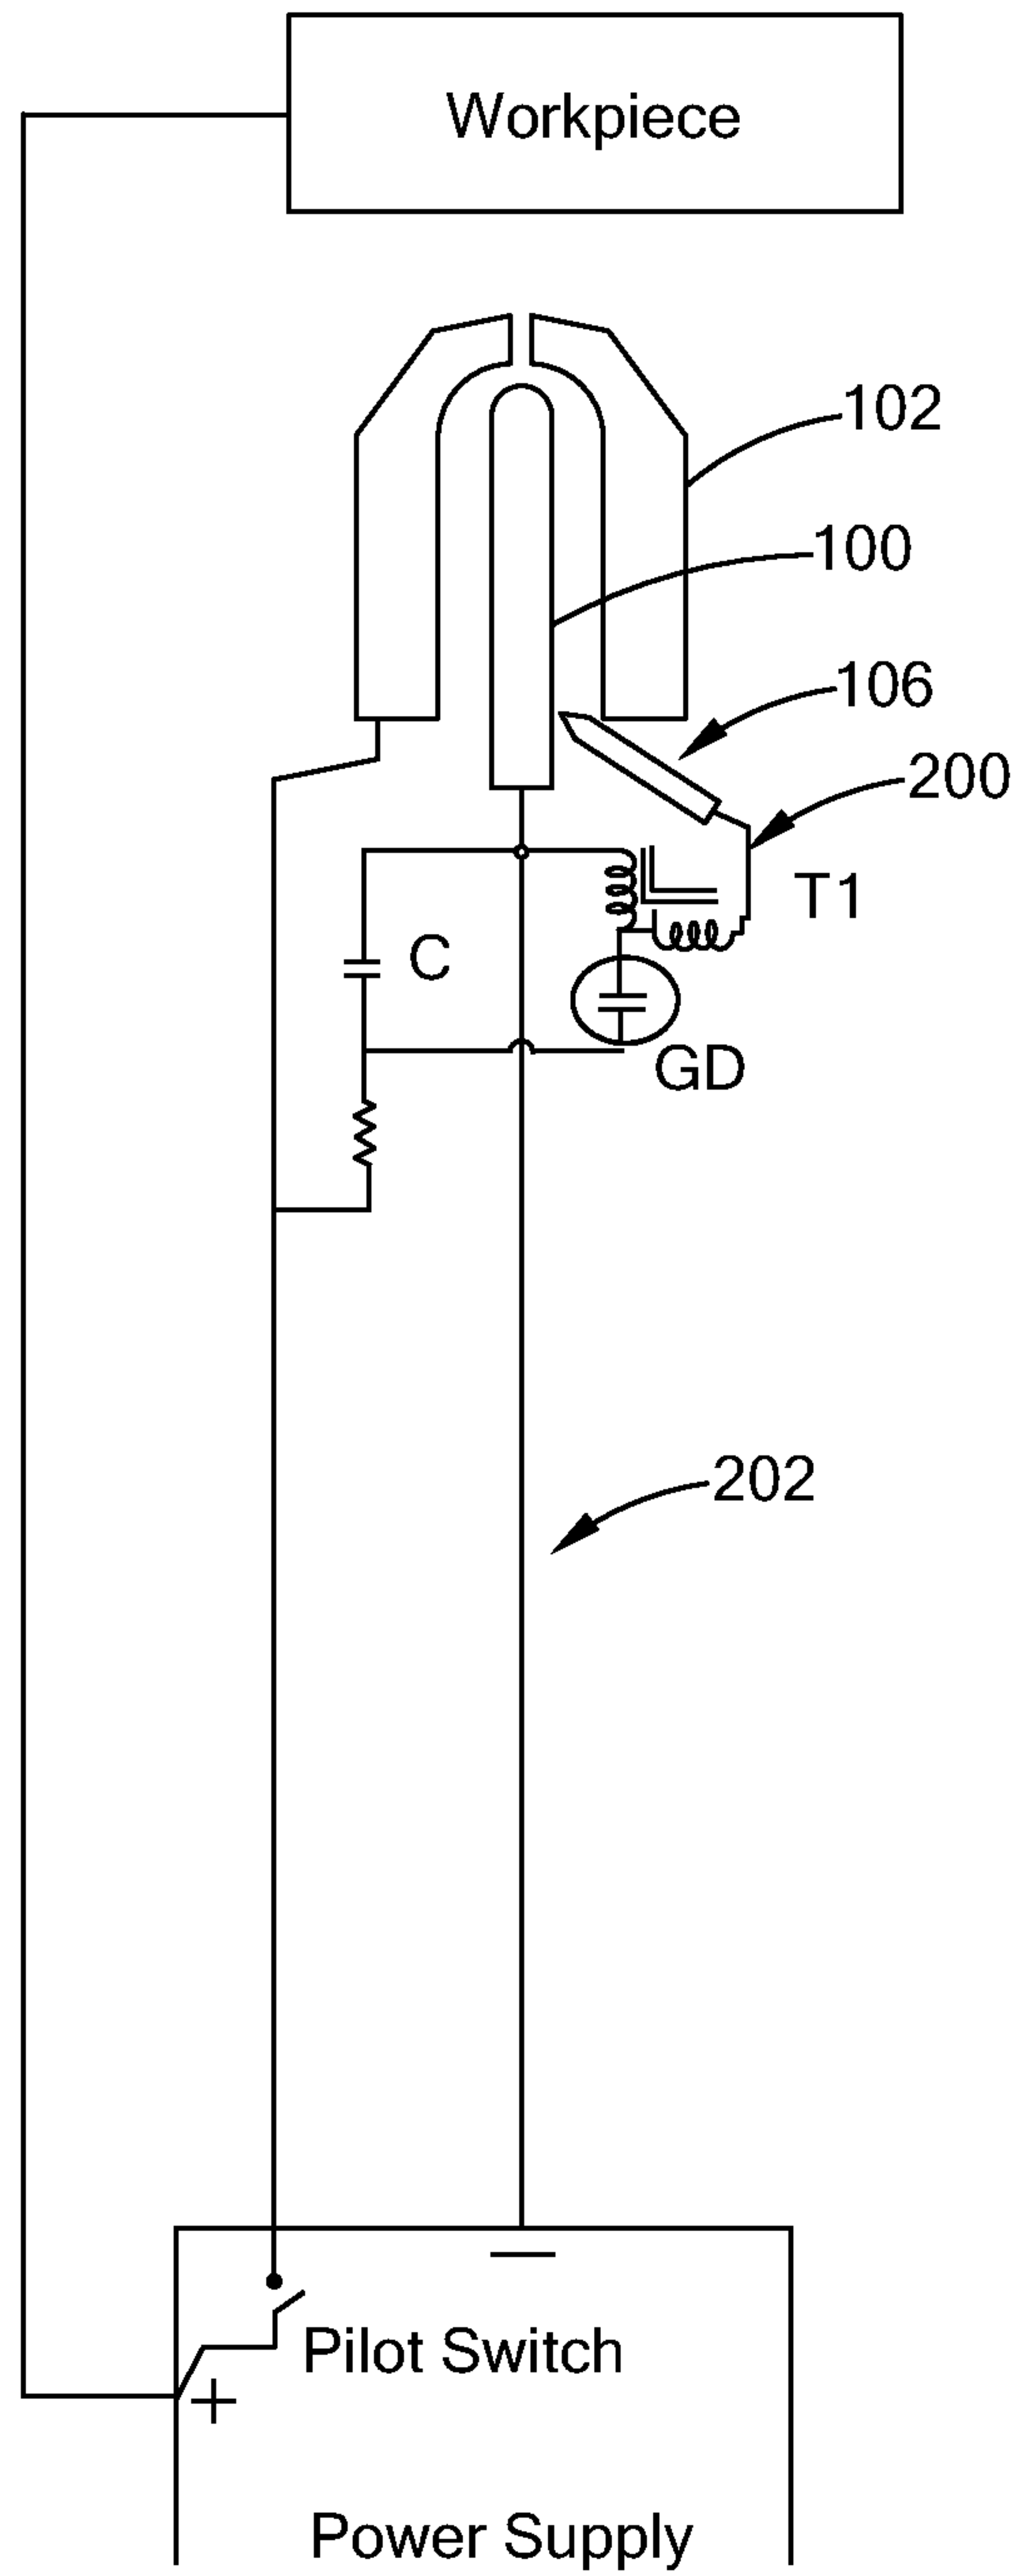 Workpiece
102
100
106
200
T1
C
GD
202
—
Pilot Switch
+
Power Supply